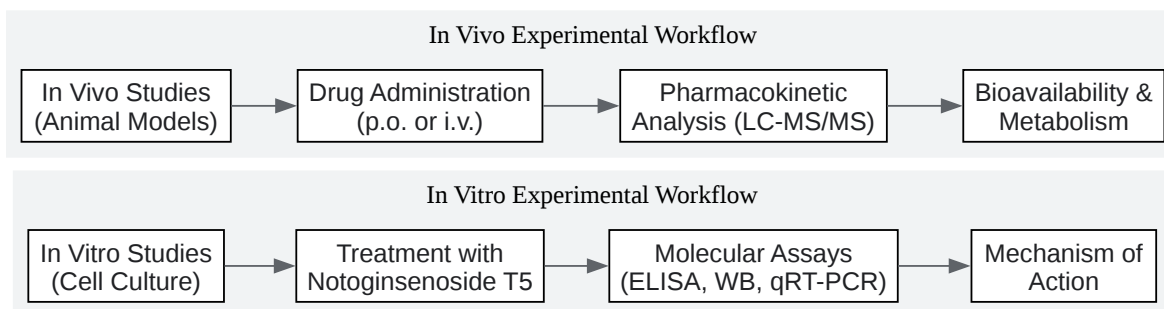 In Vivo Experimental Workflow
In Vivo Studies
(Animal Models)
Drug Administration
(p.o. or i.v.)
Pharmacokinetic
Analysis (LC-MS/MS)
Bioavailability &
Metabolism
In Vitro Experimental Workflow
In Vitro Studies
(Cell Culture)
Treatment with
Notoginsenoside T5
Molecular Assays
(ELISA, WB, qRT-PCR)
Mechanism of
Action